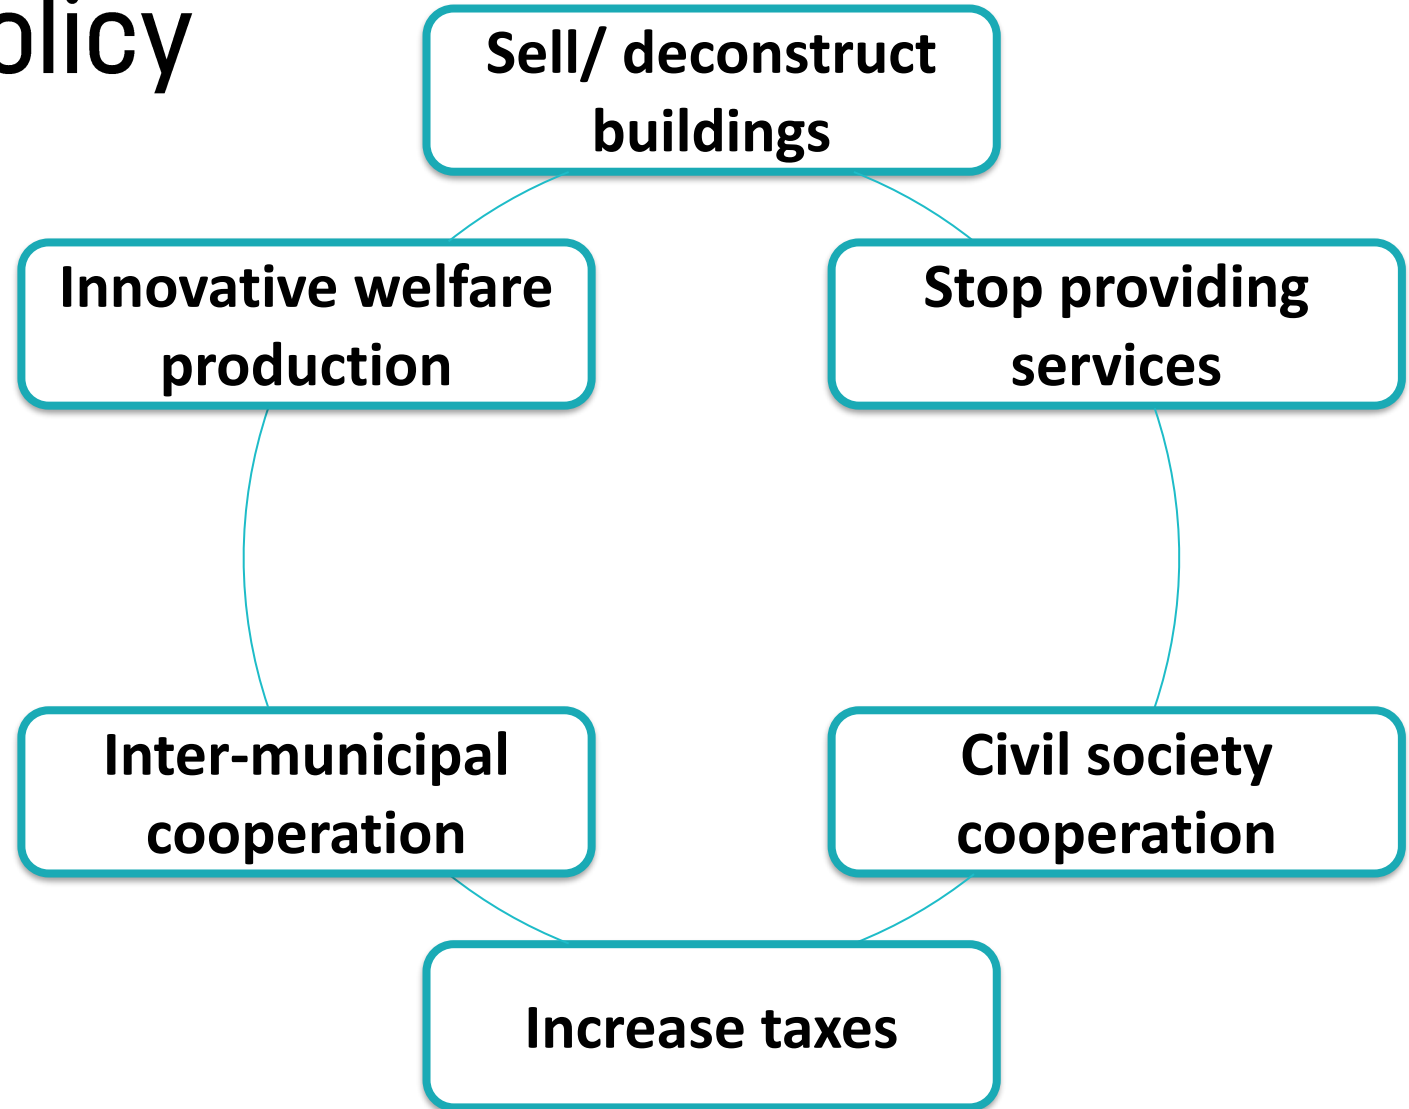 olicy
Sell/ deconstruct
buildings
Innovative welfare
production
Stop providing
services
Inter-municipal
cooperation
Civil society
cooperation
Increase taxes